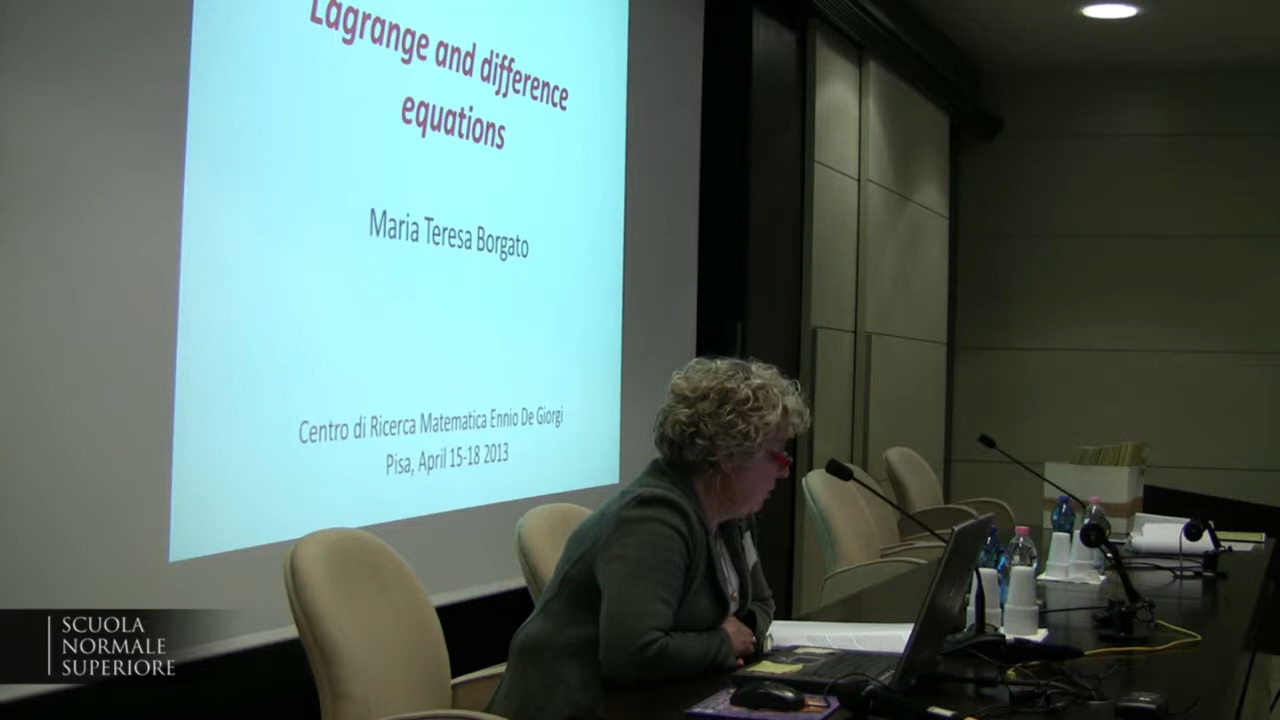 Lagrange and difference
equations
Maria Teresa Borgato
Centro di Ricerca Matematica Ennio De Giorgi
Pisa, April 15-18 2013
SCUOLA
NORMALE
SUPERIORE